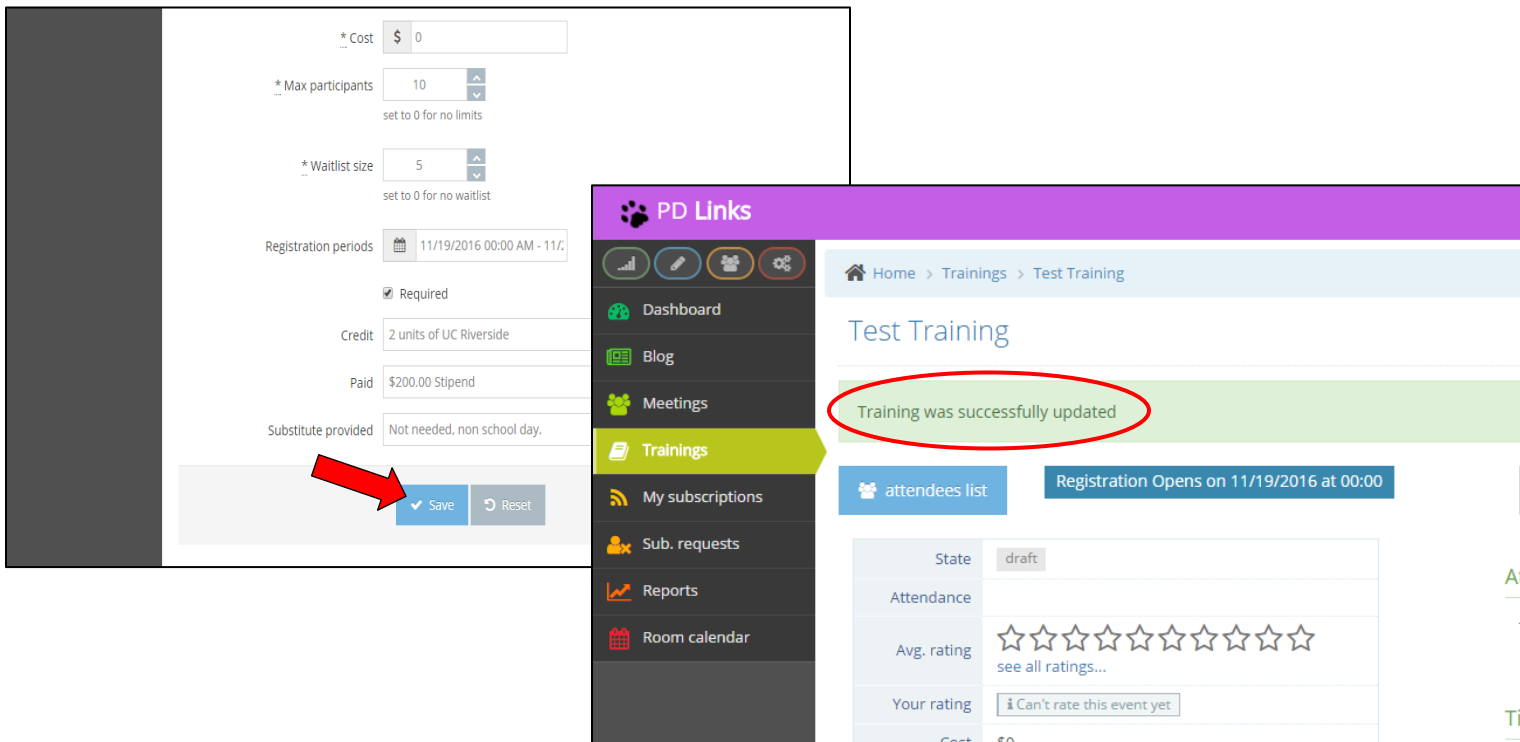 * Cost $ 0
* Max participants 10
set to 0 for no limits
* Waitlist size 5
set to 0 for no waitlist
Registration periods 11/19/2016 00:00 AM - 11/
Required
Credit 2 units of UC Riverside
Paid $200.00 Stipend
Substitute provided Not needed, non school day.
Save Reset
PD Links
Home > Trainings > Test Training
Dashboard
Blog
Meetings
Trainings
My subscriptions
Sub. requests
Reports
Room calendar
Test Training
Training was successfully updated
attendees list Registration Opens on 11/19/2016 at 00:00
State draft
Attendance
Avg. rating
see all ratings...
Your rating i Can't rate this event yet
Cost $0